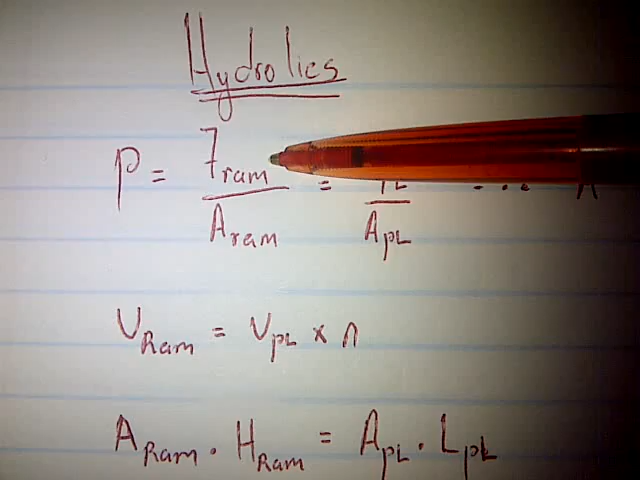 Hydrolics
P = Fram / Aram = / ApL
VRam = VpL x n
ARam . HRam = ApL . LpL